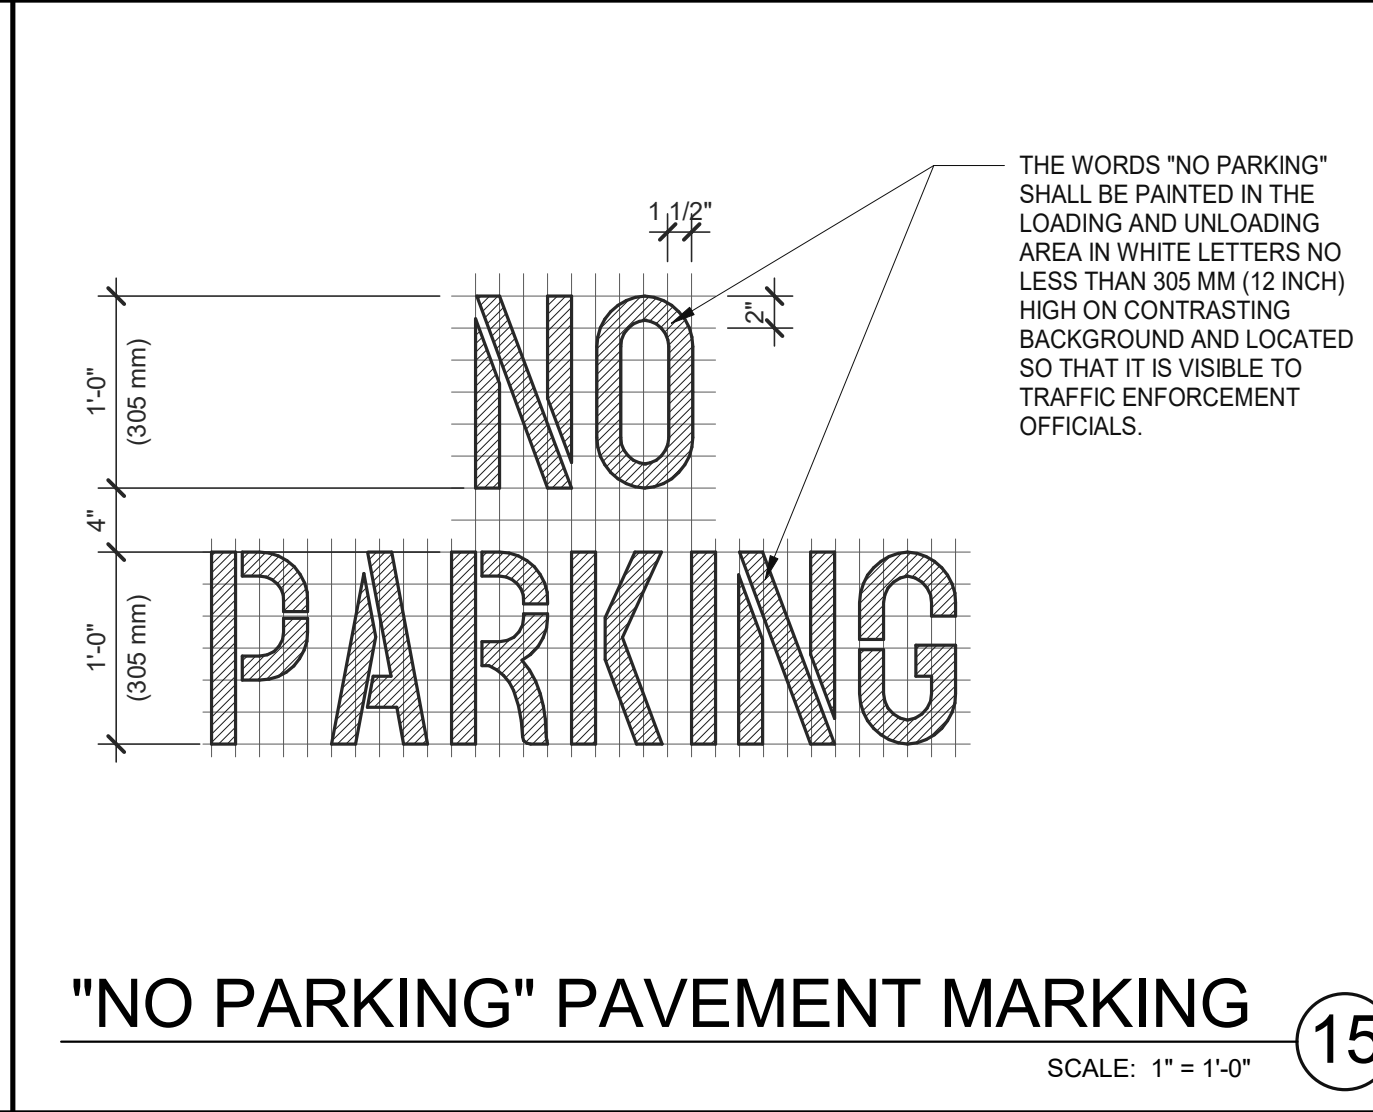 THE WORDS "NO PARKING"
SHALL BE PAINTED IN THE
LOADING AND UNLOADING
AREA IN WHITE LETTERS NO
LESS THAN 305 MM (12 INCH)
HIGH ON CONTRASTING
BACKGROUND AND LOCATED
SO THAT IT IS VISIBLE TO
TRAFFIC ENFORCEMENT
OFFICIALS.
1 1/2"
2"
1'-0"
(305 mm)
4"
1'-0"
(305 mm)
NO
PARKING
"NO PARKING" PAVEMENT MARKING
15
SCALE: 1" = 1'-0"